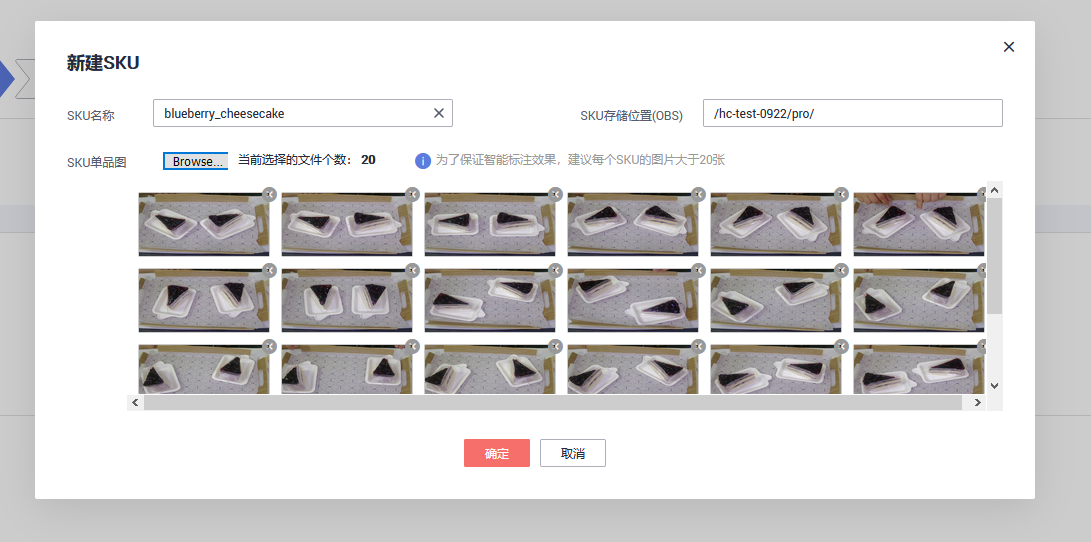 新建SKU
SKU名称
blueberry_cheesecake
SKU存储位置(OBS)
/hc-test-0922/pro/
SKU单品图
Browse...
当前选择的文件个数： 20
为了保证智能标注效果，建议每个SKU的图片大于20张
确定
取消